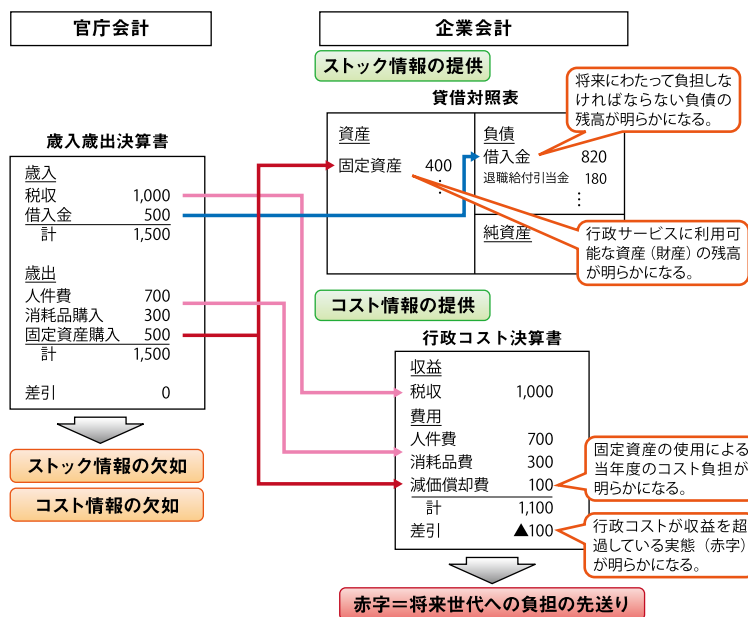 官庁会計
企業会計
ストック情報の提供
貸借対照表
将来にわたって負担しな
ければならない負債の
残高が明らかになる。
資産
固定資産 400
⋮
負債
借入金 820
退職給付引当金 180
⋮
純資産
行政サービスに利用可
能な資産（財産）の残高
が明らかになる。
歳入歳出決算書
歳入
税収 1,000
借入金 500
計 1,500
歳出
人件費 700
消耗品購入 300
固定資産購入 500
計 1,500
差引 0
ストック情報の欠如
コスト情報の欠如
コスト情報の提供
行政コスト決算書
収益
税収 1,000
費用
人件費 700
消耗品費 300
減価償却費 100
計 1,100
差引 ▲100
固定資産の使用による
当年度のコスト負担が
明らかになる。
行政コストが収益を超
過している実態（赤字）
が明らかになる。
赤字＝将来世代への負担の先送り